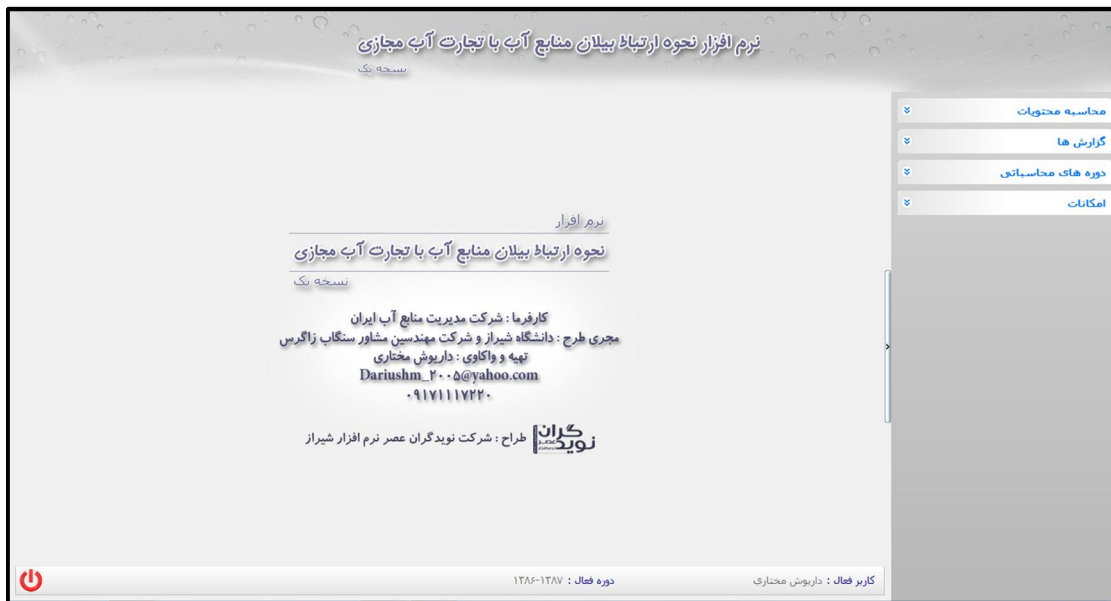 نرم افزار نحوه ارتباط بیلان منابع آب با تجارت آب مجازی
نسخه یک
محاسبه محتویات
گزارش ها
دوره های محاسباتی
امکانات
نرم افزار
نحوه ارتباط بیلان منابع آب با تجارت آب مجازی
نسخه یک
کارفرما : شرکت مدیریت منابع آب ایران
مجری طرح : دانشگاه شیراز و شرکت مهندسین مشاور سنگاب زاگرس
تهیه و واکاوی : داریوش مختاری
Dariushm_۲۰۰۵@yahoo.com
۰۹۱۷۱۱۱۷۲۲۰
نوید گران
طراح : شرکت نویدگران عصر نرم افزار شیراز
کاربر فعال : داریوش مختاری
دوره فعال : ۱۳۸۷-۱۳۸۶